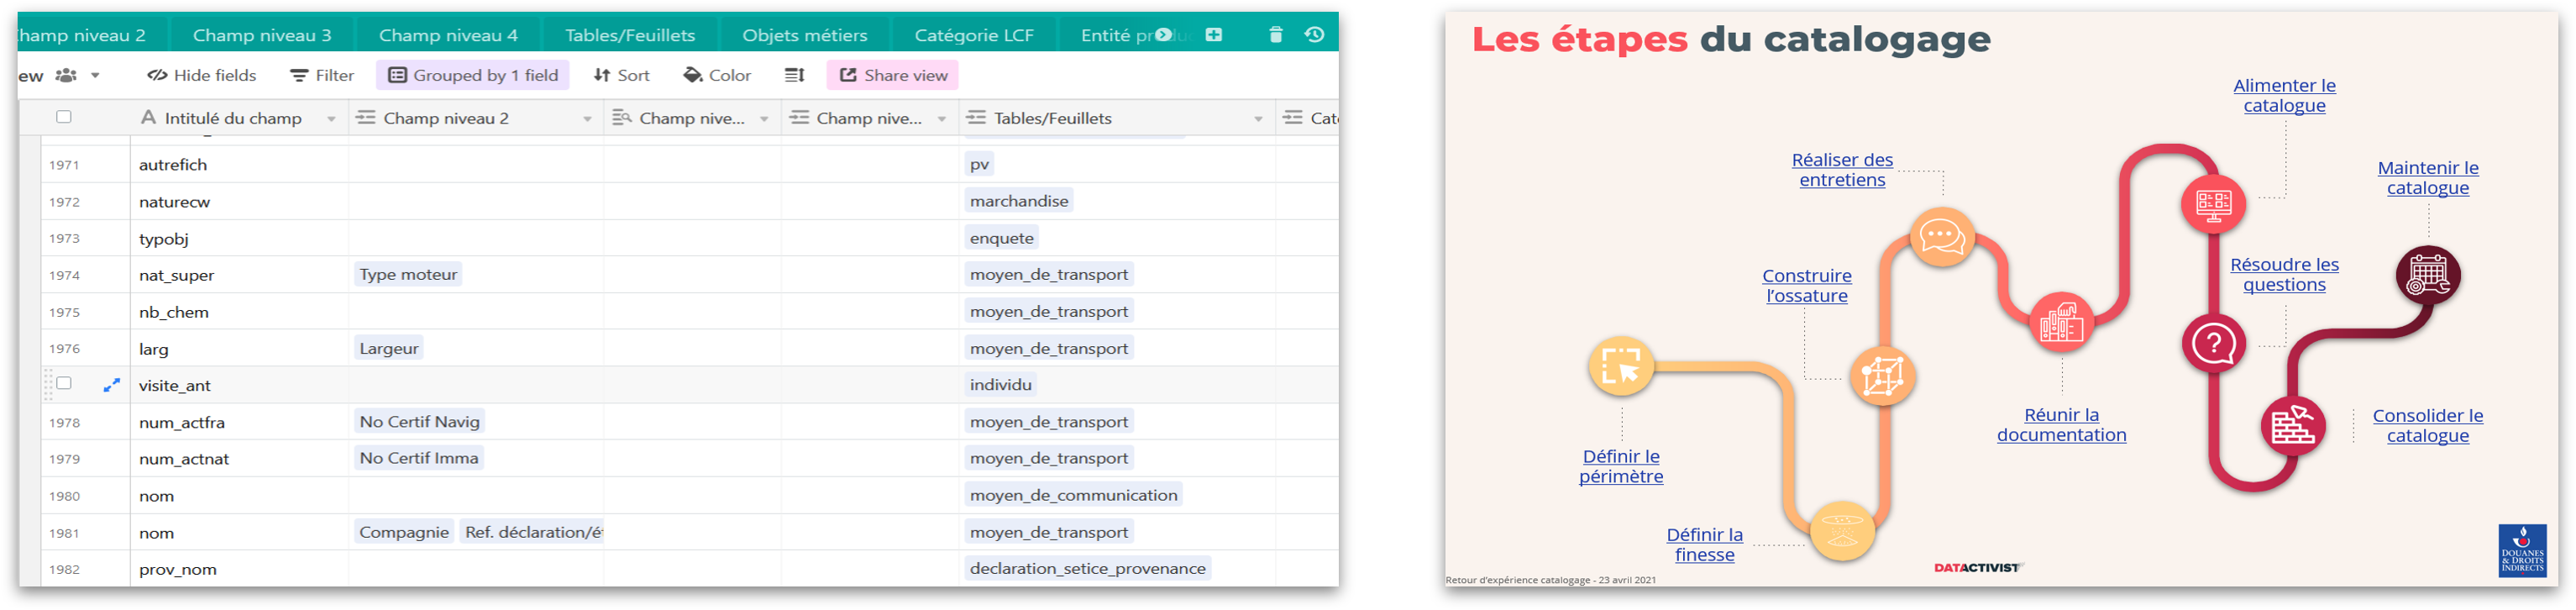 Champ niveau 2 Champ niveau 3 Champ niveau 4 Tables/Feuillets Objets métiers Catégorie LCF Entité
ew Hide fields Filter Grouped by 1 field Sort Color Share view
Intitulé du champ Champ niveau 2 Champ nive... Champ nive... Tables/Feuillets
1971 autrefich pv
1972 naturecw marchandise
1973 typobj enquete
1974 nat_super Type moteur moyen_de_transport
1975 nb_chem moyen_de_transport
1976 larg Largeur moyen_de_transport
visite_ant individu
1978 num_actfra No Certif Navig moyen_de_transport
1979 num_actnat No Certif Imma moyen_de_transport
1980 nom moyen_de_communication
1981 nom Compagnie Ref. déclaration/ét moyen_de_transport
1982 prov_nom declaration_setice_provenance
Les étapes du catalogage
Alimenter le
catalogue
Réaliser des
entretiens
Maintenir le
catalogue
Construire
l'ossature
Résoudre les
questions
Réunir la
documentation
Consolider le
catalogue
Définir le
périmètre
Définir la
finesse
DATACTIVIST
DOUANES
& DROITS
INDIRECTS
Retour d'expérience catalogage - 23 avril 2021